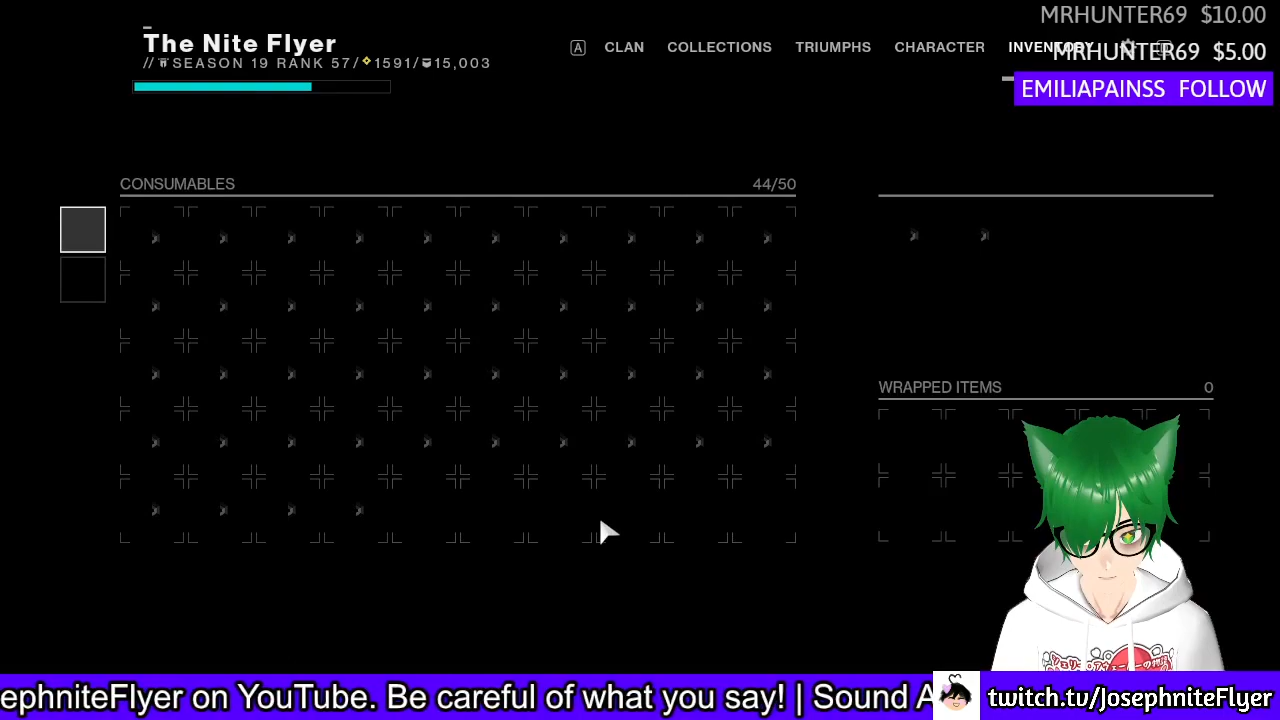 MRHUNTER69 $10.00
The Nite Flyer
A CLAN COLLECTIONS TRIUMPHS CHARACTER INVENTORY
MRHUNTER69 $5.00
// SEASON 19 RANK 57/ 1591/ 15,003
EMILIAPAINSS FOLLOW
CONSUMABLES 44/50
WRAPPED ITEMS 0
ephniteFlyer on YouTube. Be careful of what you say! | Sound A
twitch.tv/JosephniteFlyer